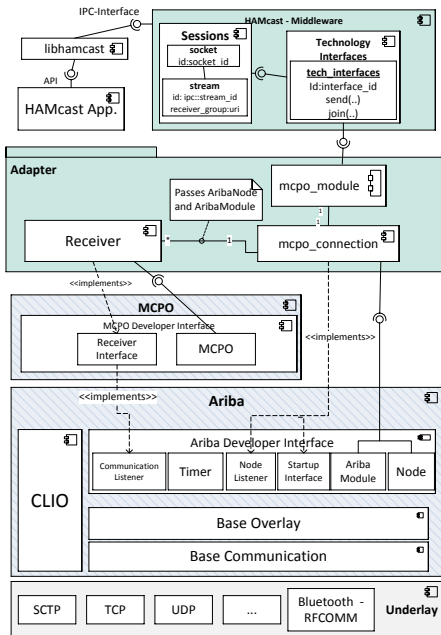 IPC-Interface
HAMcast - Middleware
libhamcast
API
HAMcast App.
Sessions
socket
id:socket_id
stream
id: ipc::stream_id
receiver_group:uri
Technology
Interfaces
tech_interfaces
Id:interface_id
send(..)
join(..)
Adapter
Passes AribaNode
and AribaModule
mcpo_module
1
1
Receiver
*
1
mcpo_connection
<<implements>>
MCPO
MCPO Developer Interface
Receiver
Interface
MCPO
<<implements>>
<<implements>>
Ariba
CLIO
Ariba Developer Interface
Communication
Listener
Timer
Node
Listener
Startup
Interface
Ariba
Module
Node
Base Overlay
Base Communication
SCTP
TCP
UDP
...
Bluetooth -
RFCOMM
Underlay